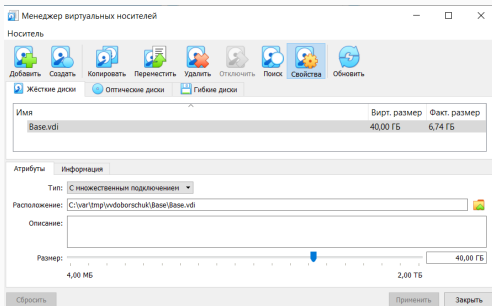 Менеджер виртуальных носителей
Носитель
Добавить Создать Копировать Переместить Удалить Отключить Поиск Свойства Обновить
Жёсткие диски Оптические диски Гибкие диски
Имя Вирт. размер Факт. размер
Base.vdi 40,00 ГБ 6,74 ГБ
Атрибуты Информация
Тип: С множественным подключением
Расположение: C:\var\tmp\vvdoborschuk\Base\Base.vdi
Описание:
Размер: 40,00 ГБ
4,00 МБ 2,00 ТБ
Сбросить Применить Закрыть